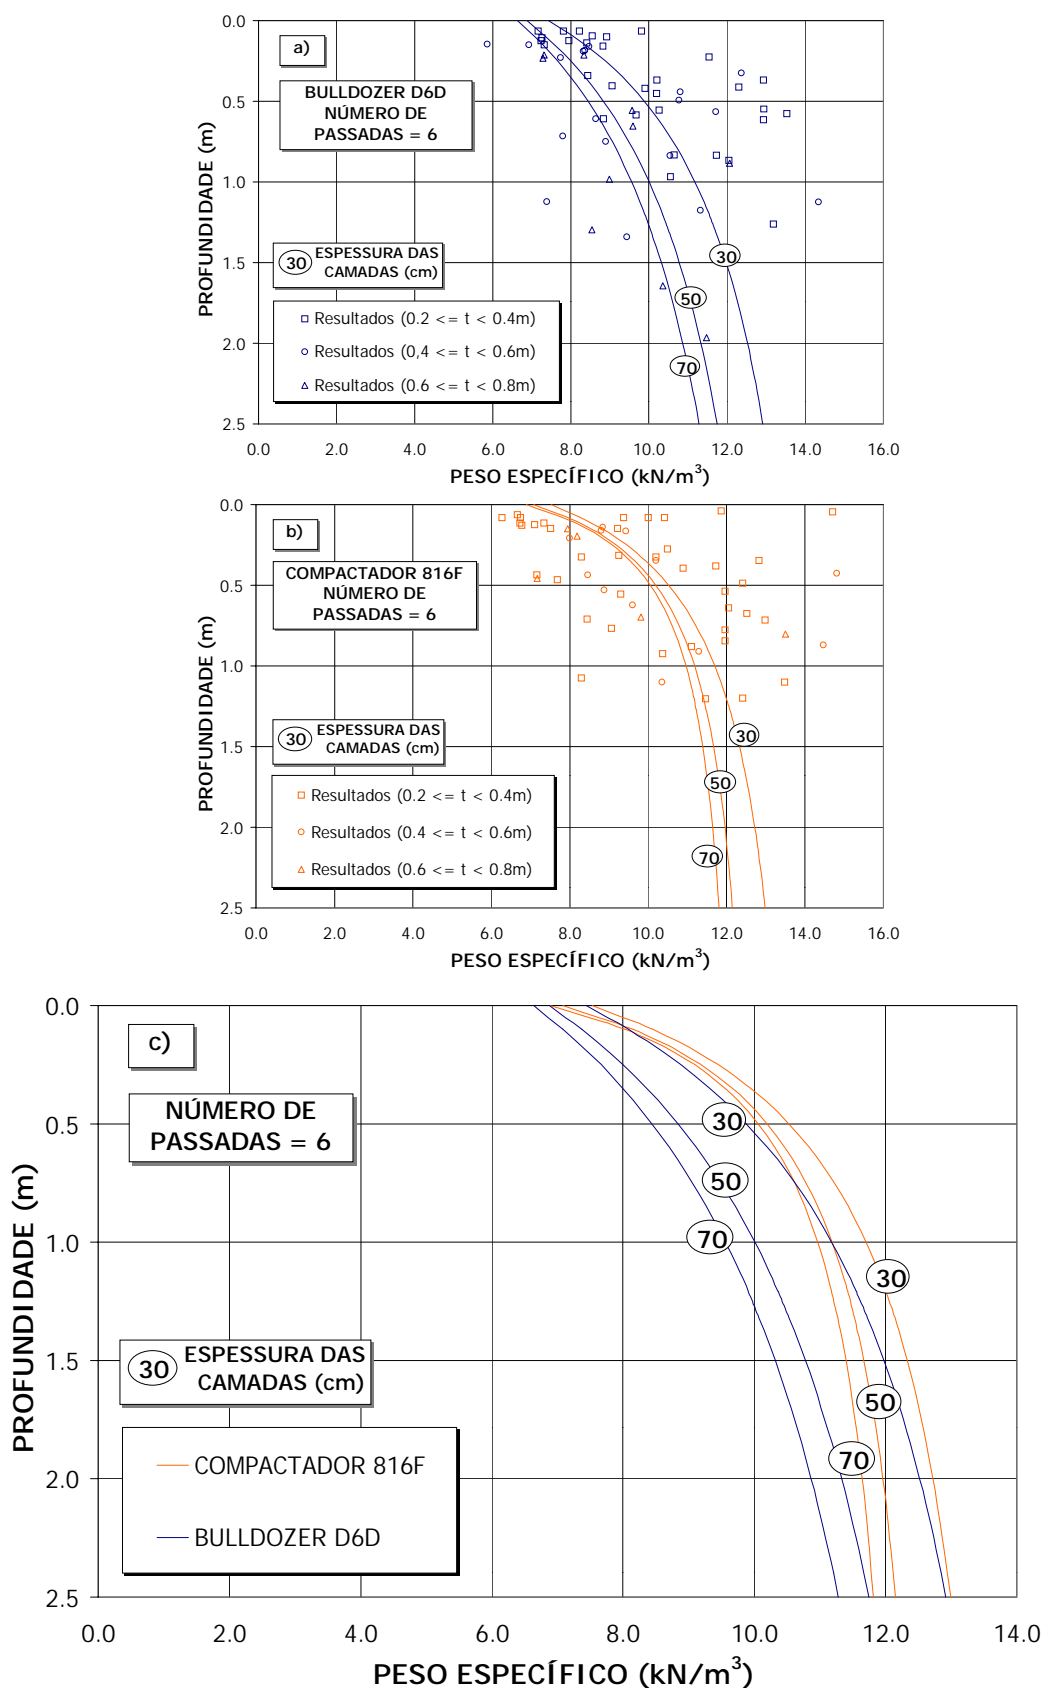 a)
BULLDOZER D6D
NÚMERO DE
PASSADAS = 6
30 ESPESSURA DAS
CAMADAS (cm)
Resultados (0.2 <= t < 0.4m)
Resultados (0,4 <= t < 0.6m)
Resultados (0.6 <= t < 0.8m)
30
50
70
PROFUNDIDADE (m)
0.0
0.5
1.0
1.5
2.0
2.5
0.0 2.0 4.0 6.0 8.0 10.0 12.0 14.0 16.0
PESO ESPECÍFICO (kN/m³)
b)
COMPACTADOR 816F
NÚMERO DE
PASSADAS = 6
30 ESPESSURA DAS
CAMADAS (cm)
Resultados (0.2 <= t < 0.4m)
Resultados (0.4 <= t < 0.6m)
Resultados (0.6 <= t < 0.8m)
30
50
70
PROFUNDIDADE (m)
0.0
0.5
1.0
1.5
2.0
2.5
0.0 2.0 4.0 6.0 8.0 10.0 12.0 14.0 16.0
PESO ESPECÍFICO (kN/m³)
c)
NÚMERO DE
PASSADAS = 6
30 ESPESSURA DAS
CAMADAS (cm)
COMPACTADOR 816F
BULLDOZER D6D
30
50
70
30
50
70
PROFUNDIDADE (m)
0.0
0.5
1.0
1.5
2.0
2.5
0.0 2.0 4.0 6.0 8.0 10.0 12.0 14.0
PESO ESPECÍFICO (kN/m³)